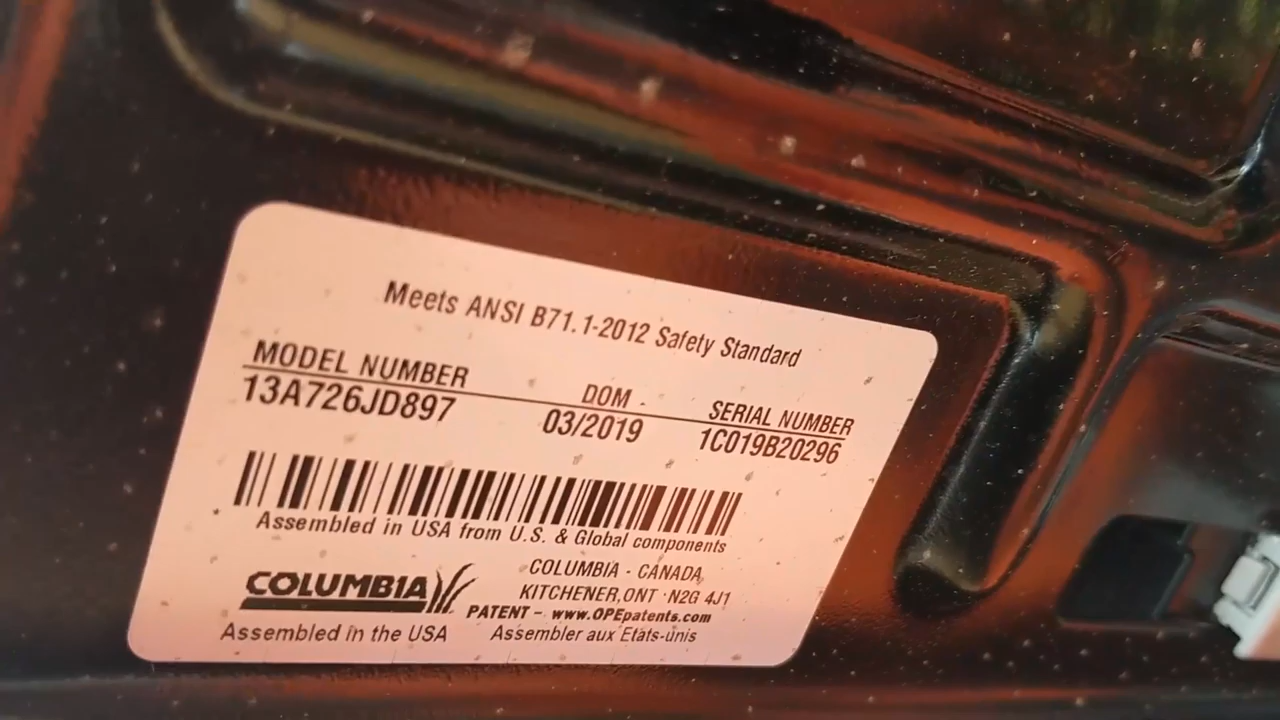 Meets ANSI B71.1-2012 Safety Standard
MODEL NUMBER DOM SERIAL NUMBER
13A726JD897 03/2019 1C019B20296
Assembled in USA from U.S. & Global components
COLUMBIA
COLUMBIA - CANADA
KITCHENER, ONT N2G 4J1
PATENT - www.OPEpatents.com
Assembled in the USA Assembler aux Etats-unis